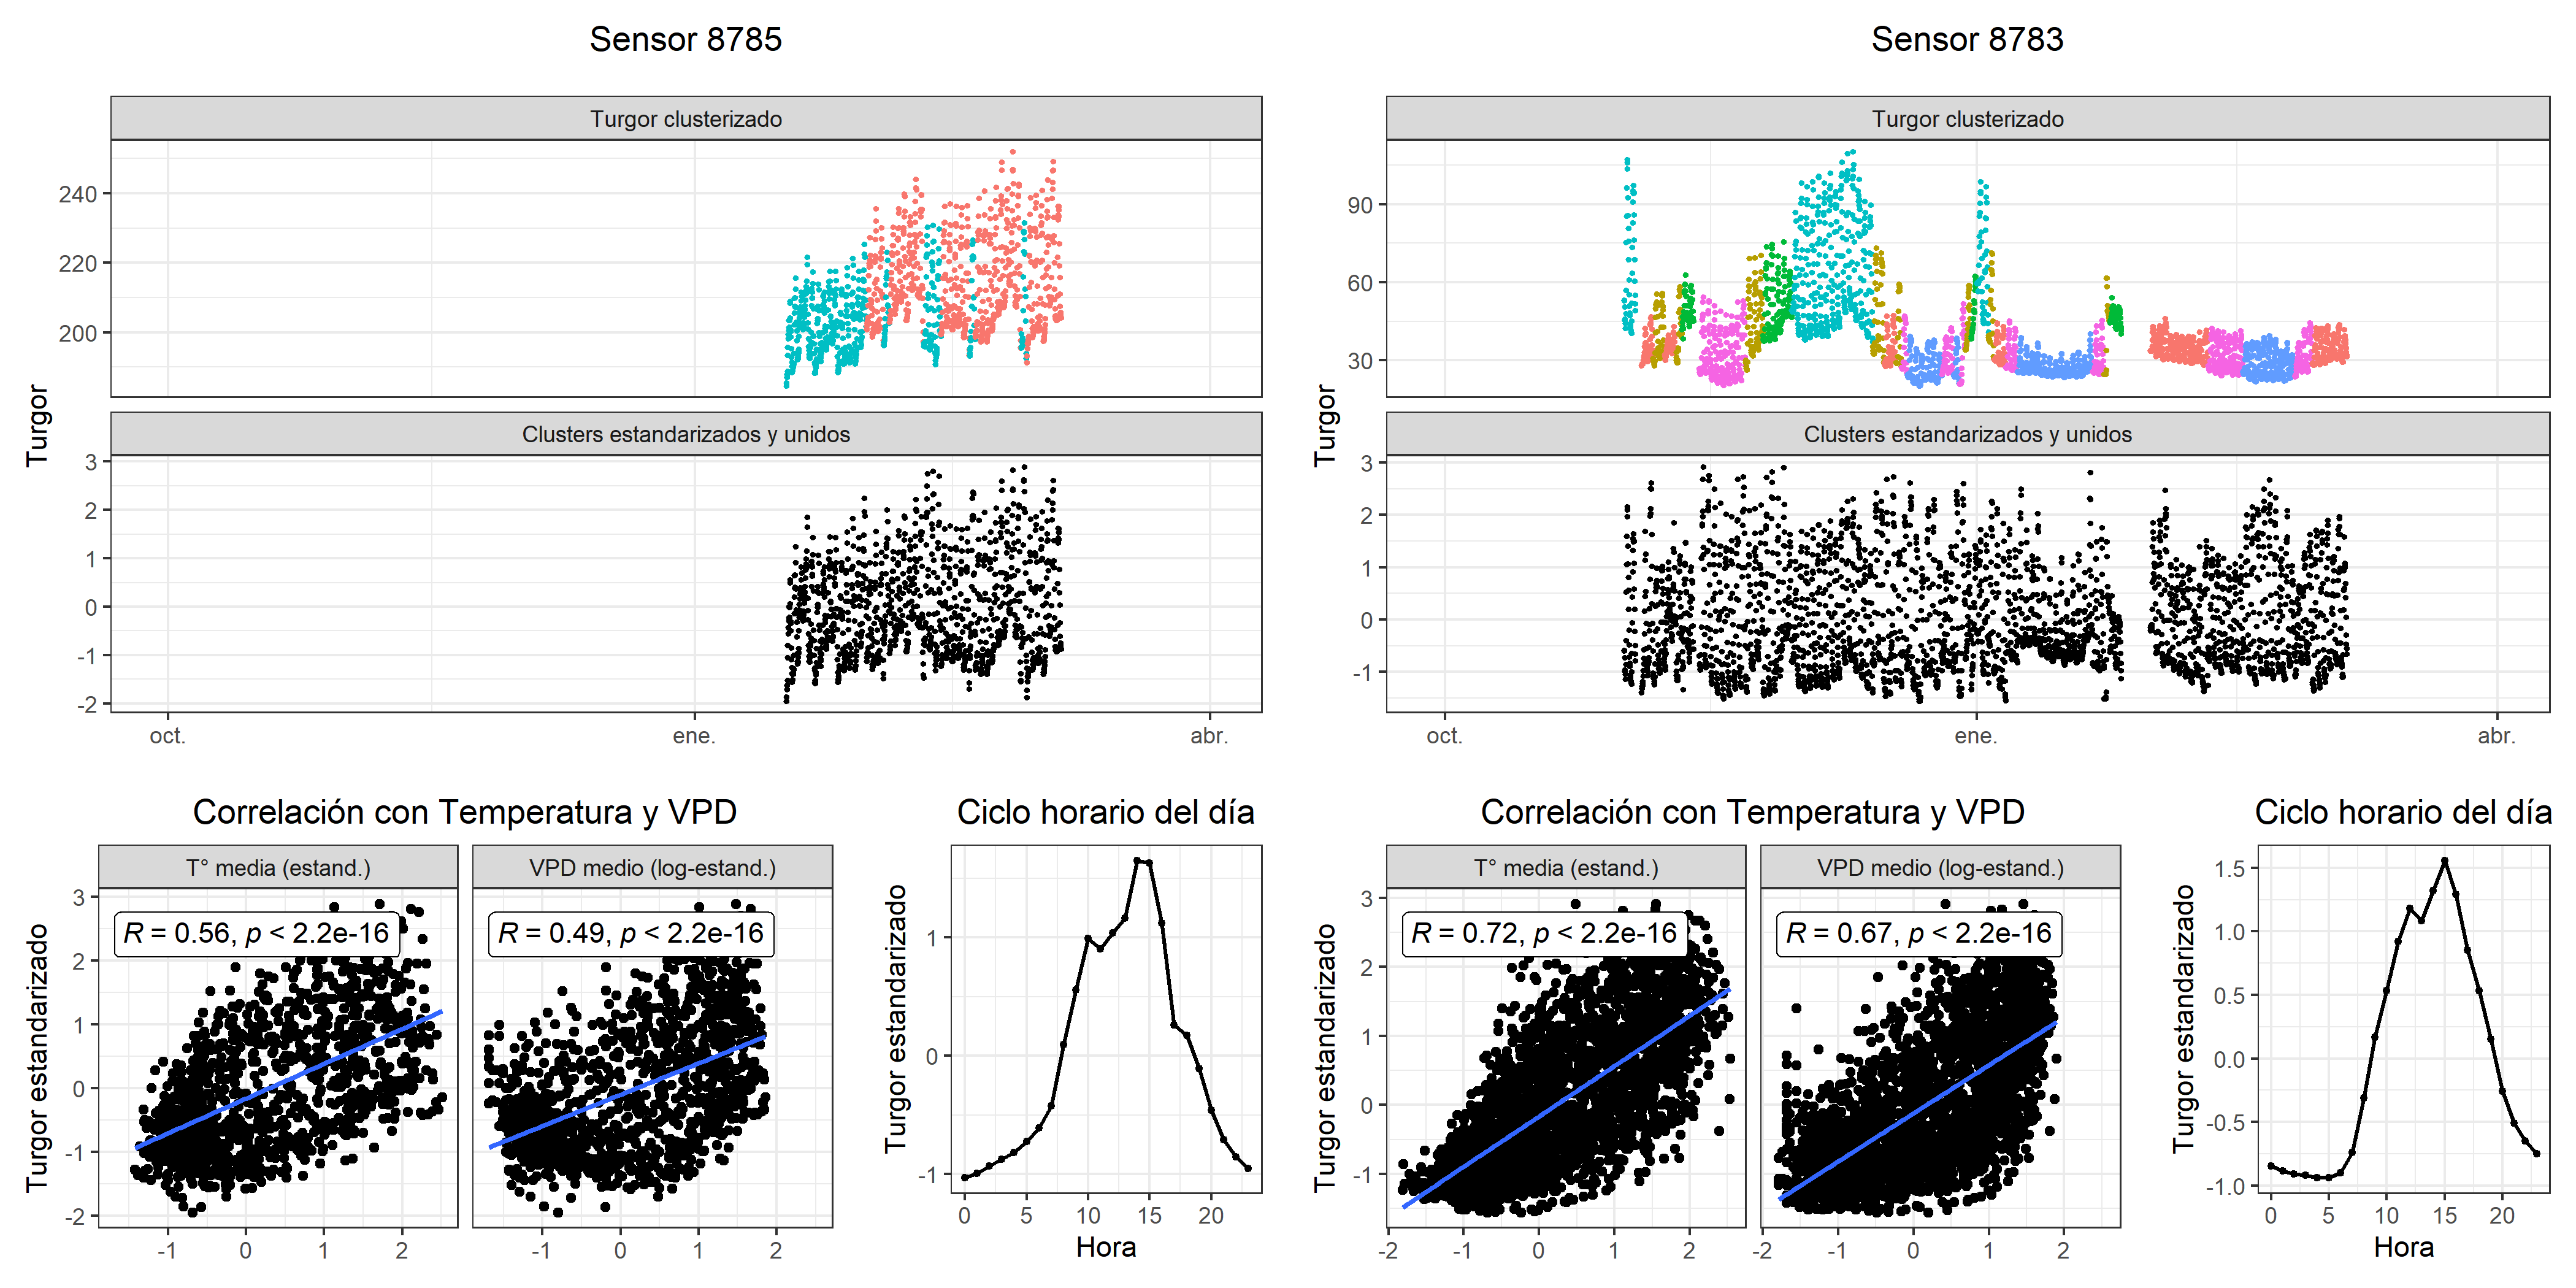 Sensor 8785
Turgor clusterizado
240
220
200
Turgor
Clusters estandarizados y unidos
3
2
1
0
-1
-2
oct.
ene.
abr.
Correlación con Temperatura y VPD
T° media (estand.)
VPD medio (log-estand.)
R = 0.56, p < 2.2e-16
R = 0.49, p < 2.2e-16
Turgor estandarizado
3
2
1
0
-1
-2
-1
0
1
2
-1
0
1
2
Ciclo horario del día
Turgor estandarizado
1
0
-1
0
5
10
15
20
Hora
Sensor 8783
Turgor clusterizado
90
60
30
Turgor
Clusters estandarizados y unidos
3
2
1
0
-1
oct.
ene.
abr.
Correlación con Temperatura y VPD
T° media (estand.)
VPD medio (log-estand.)
R = 0.72, p < 2.2e-16
R = 0.67, p < 2.2e-16
Turgor estandarizado
3
2
1
0
-1
-2
-1
0
1
2
-2
-1
0
1
2
Ciclo horario del día
Turgor estandarizado
1.5
1.0
0.5
0.0
-0.5
-1.0
0
5
10
15
20
Hora